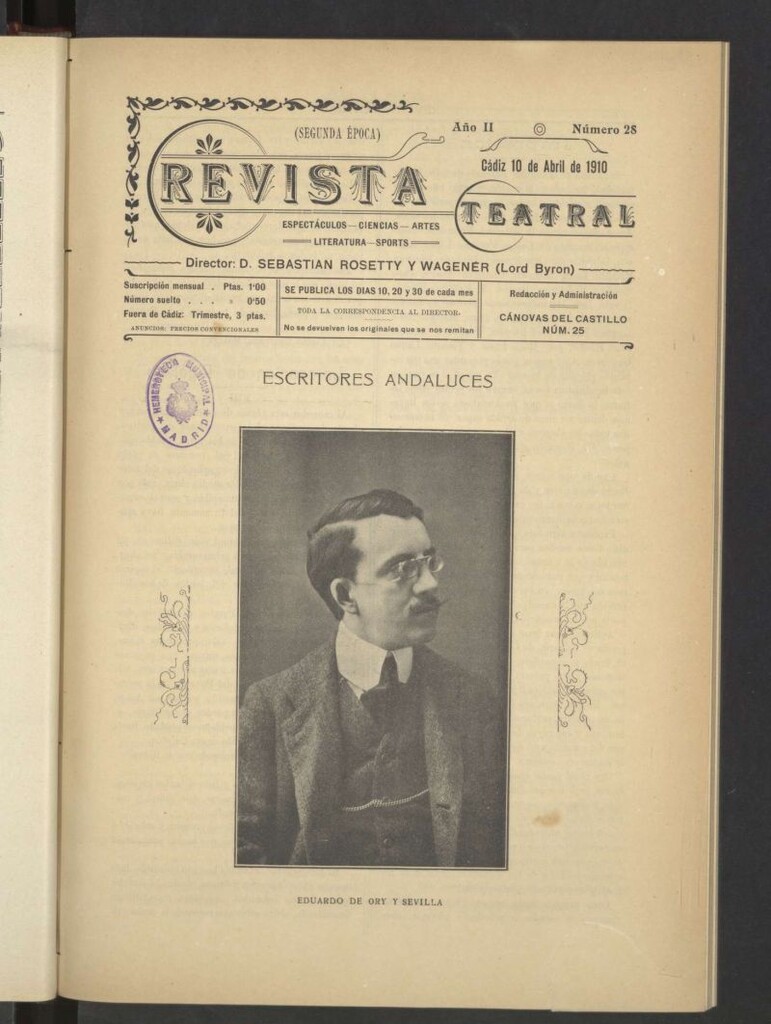 (SEGUNDA ÉPOCA)
Año II Número 28
Cádiz 10 de Abril de 1910
REVISTA
TEATRAL
ESPECTÁCULOS—CIENCIAS—ARTES
LITERATURA—SPORTS
Director: D. SEBASTIAN ROSETTY Y WAGENER (Lord Byron)
Suscripción mensual . Ptas. 1'00
Número suelto . . . » 0'50
Fuera de Cádiz: Trimestre, 3 ptas.
ANUNCIOS: PRECIOS CONVENCIONALES
SE PUBLICA LOS DIAS 10, 20 y 30 de cada mes
TODA LA CORRESPONDENCIA AL DIRECTOR.
No se devuelven los originales que se nos remitan
Redacción y Administración
CÁNOVAS DEL CASTILLO
NÚM. 25
ESCRITORES ANDALUCES
HEMEROTECA MUNICIPAL
MADRID
EDUARDO DE ORY Y SEVILLA